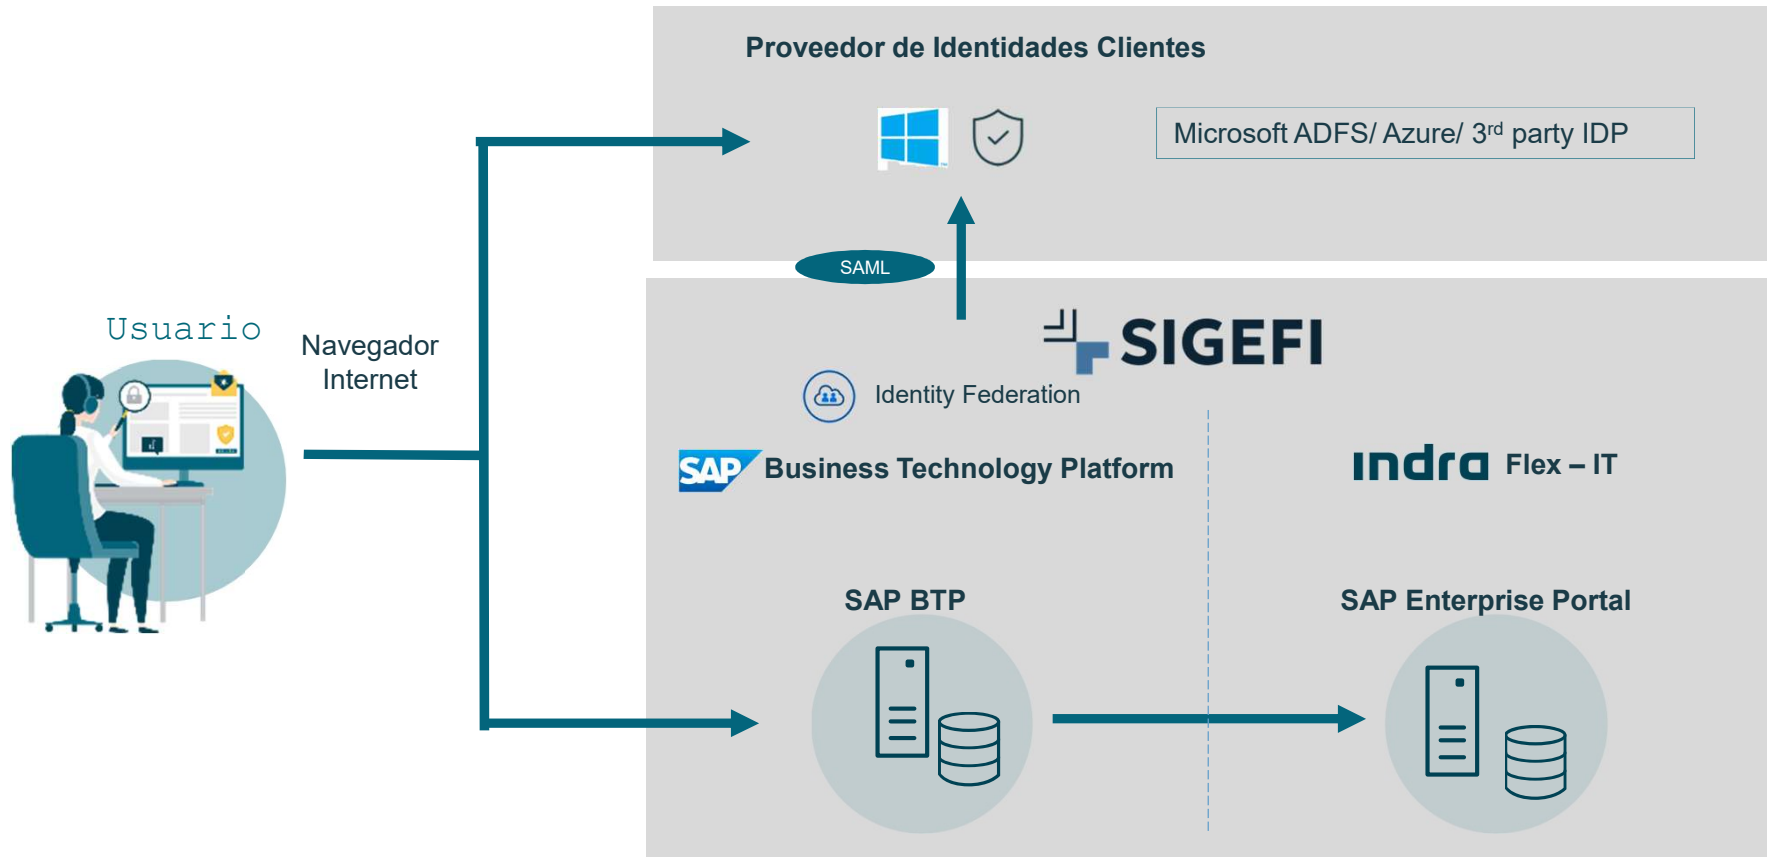 Proveedor de Identidades Clientes
Microsoft ADFS/ Azure/ 3rd party IDP
SAML
Usuario
Navegador
Internet
SIGEFI
Identity Federation
SAP Business Technology Platform
indra Flex – IT
SAP BTP
SAP Enterprise Portal